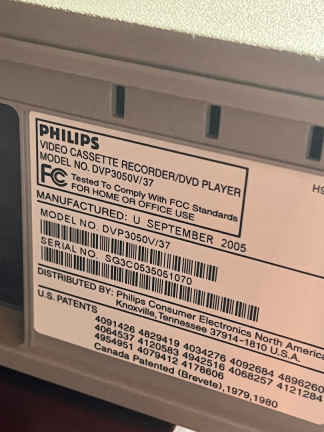 PHILIPS
VIDEO CASSETTE RECORDER/DVD PLAYER
MODEL NO. DVP3050V/37
FC Tested To Comply With FCC Standards
FOR HOME OR OFFICE USE
MANUFACTURED: U SEPTEMBER 2005
MODEL NO. DVP3050V/37
SERIAL NO. SG3C0535051070
DISTRIBUTED BY: Philips Consumer Electronics North America
Knoxville, Tennessee 37914-1810 U.S.A.
U.S. PATENTS
4091426 4829419 4034276 4092684 4896260
4064537 4120583 4942516 4068257 4121284
4954951 4079412 4178606
Canada Patented (Brevete), 1979, 1980